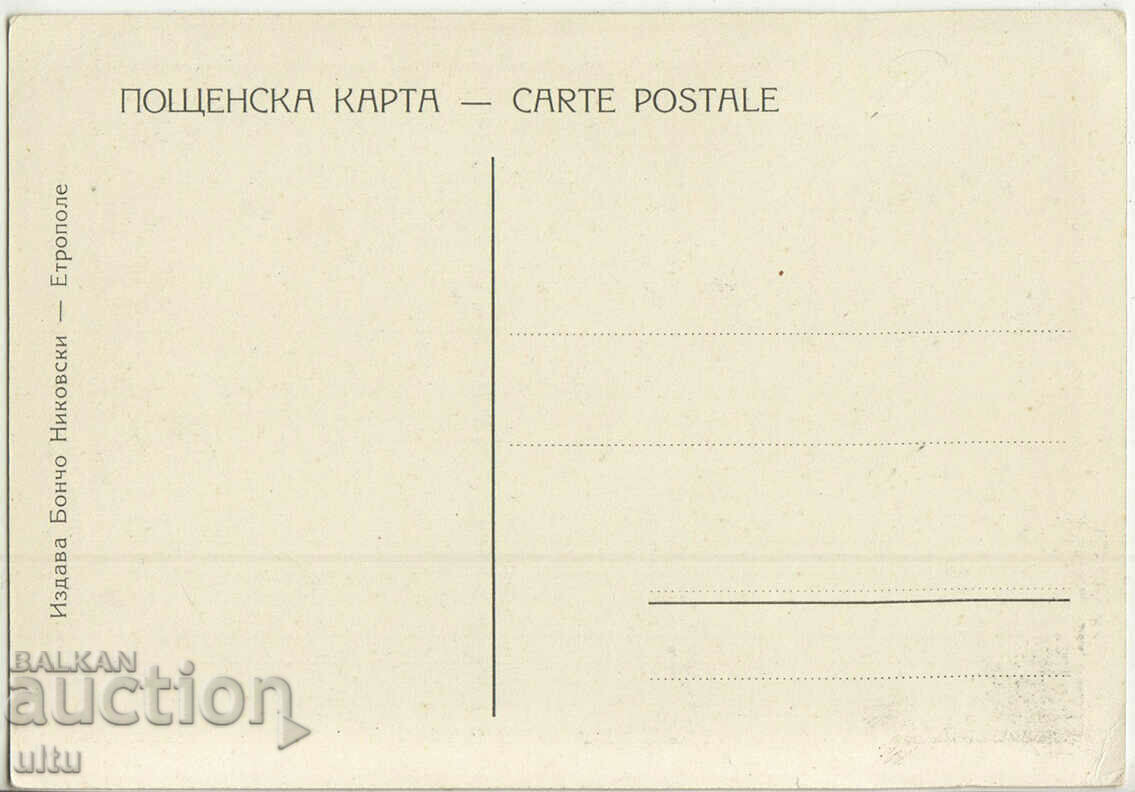 ПОЩЕНСКА КАРТА — CARTE POSTALE
Издава Бончо Никовски — Етрополе
BALKAN
auction
ultu